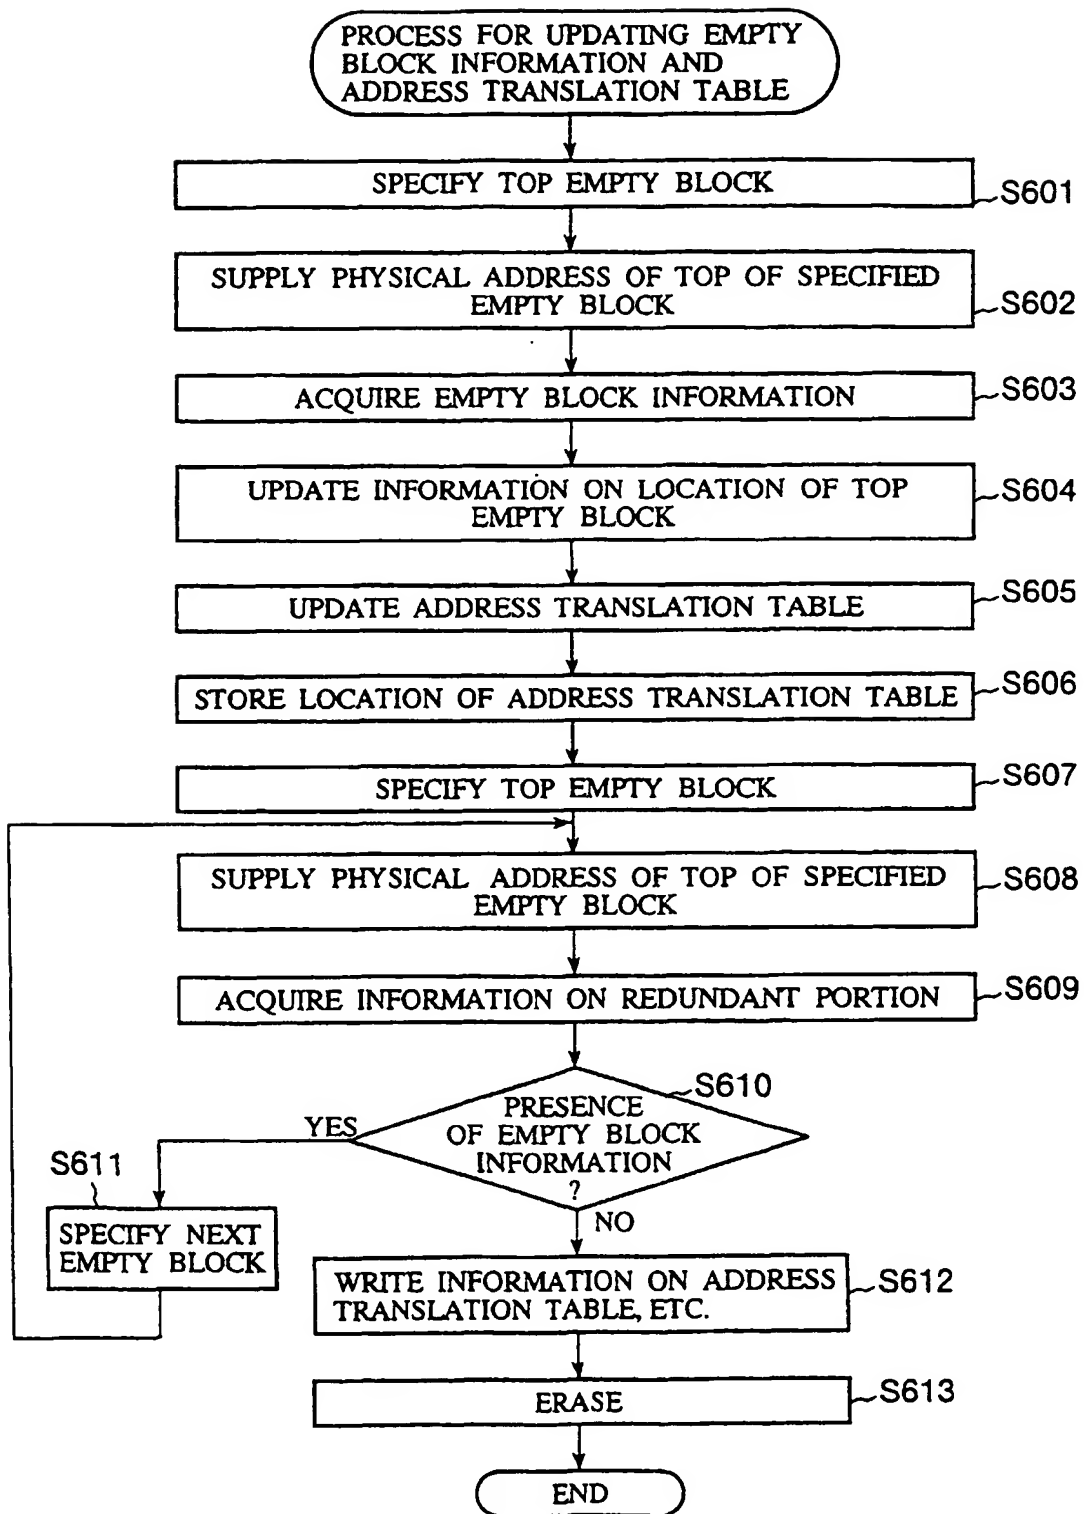 PROCESS FOR UPDATING EMPTY
BLOCK INFORMATION AND
ADDRESS TRANSLATION TABLE
SPECIFY TOP EMPTY BLOCK
S601
SUPPLY PHYSICAL ADDRESS OF TOP OF SPECIFIED
EMPTY BLOCK
S602
ACQUIRE EMPTY BLOCK INFORMATION
S603
UPDATE INFORMATION ON LOCATION OF TOP
EMPTY BLOCK
S604
UPDATE ADDRESS TRANSLATION TABLE
S605
STORE LOCATION OF ADDRESS TRANSLATION TABLE
S606
SPECIFY TOP EMPTY BLOCK
S607
SUPPLY PHYSICAL ADDRESS OF TOP OF SPECIFIED
EMPTY BLOCK
S608
ACQUIRE INFORMATION ON REDUNDANT PORTION
S609
S610
PRESENCE
OF EMPTY BLOCK
INFORMATION
?
YES
NO
S611
SPECIFY NEXT
EMPTY BLOCK
WRITE INFORMATION ON ADDRESS
TRANSLATION TABLE, ETC.
S612
ERASE
S613
END